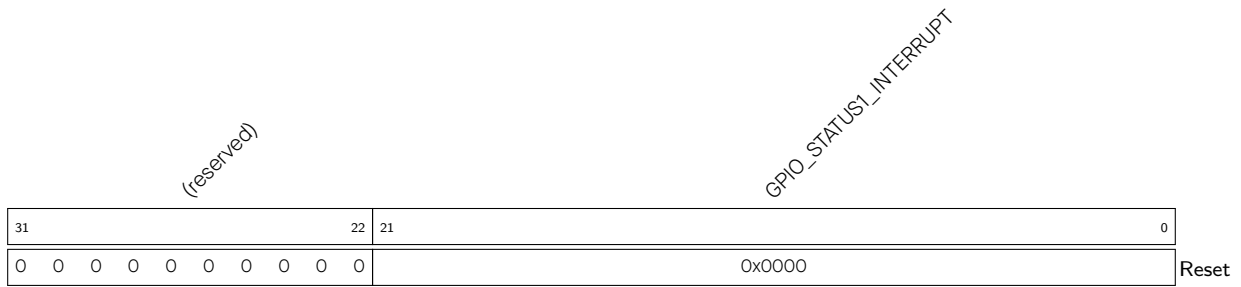 (reserved)
GPIO_STATUS1_INTERRUPT
31 22 21 0
0 0 0 0 0 0 0 0 0 0 0x0000 Reset